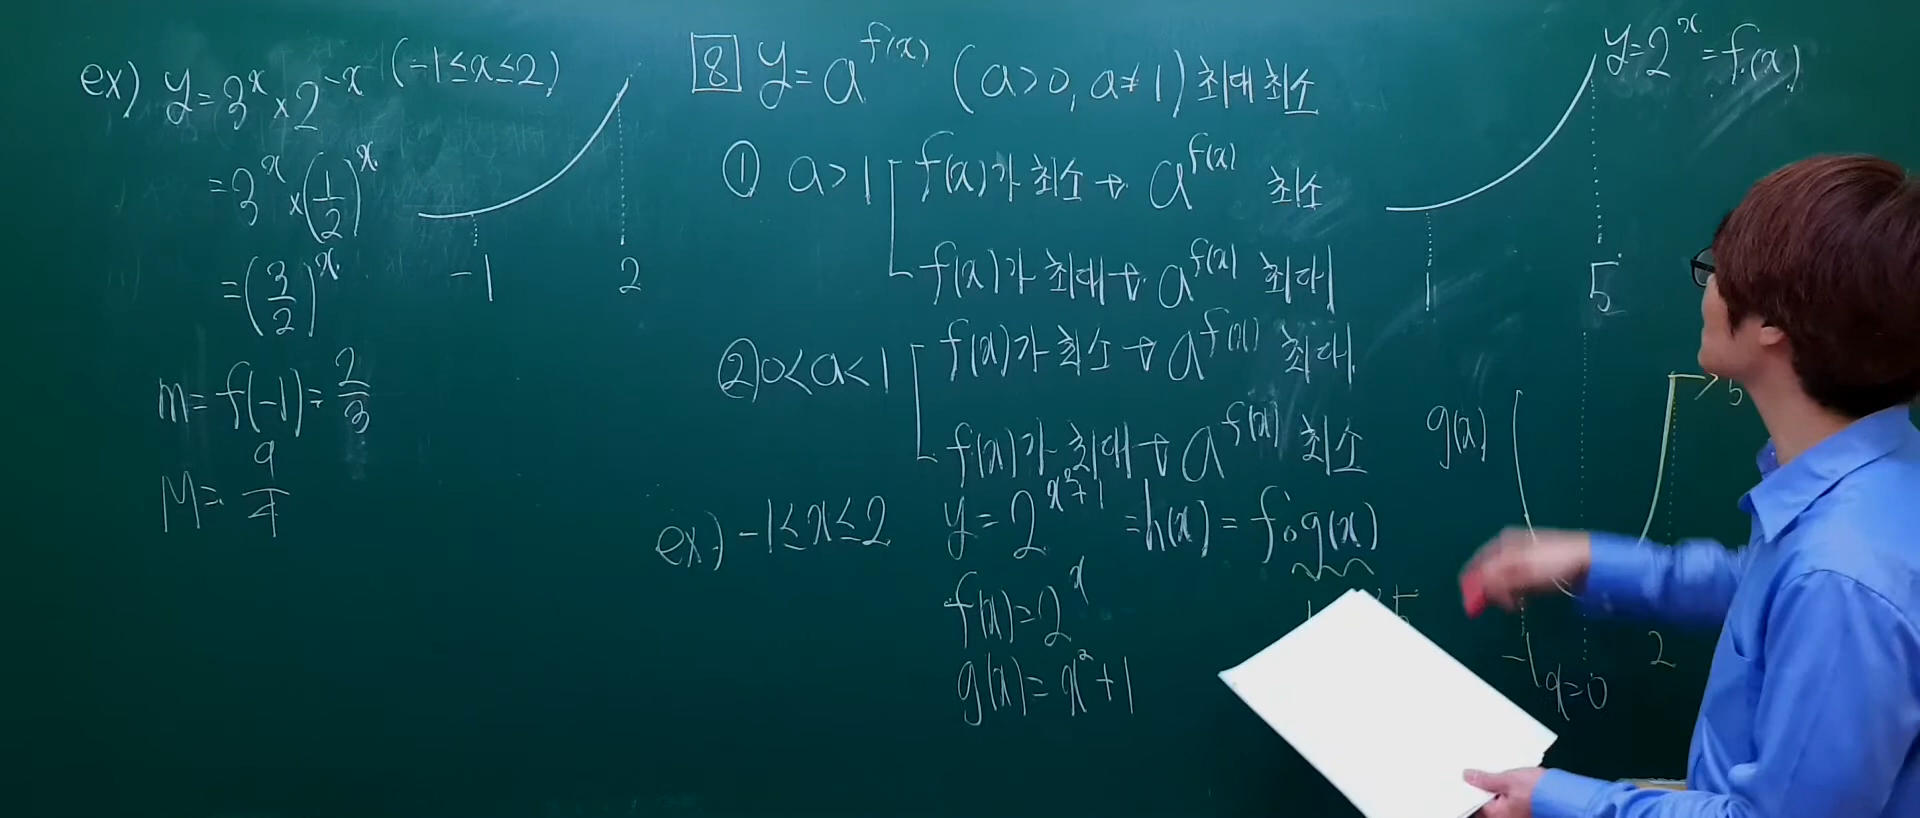 ex) y=3^x×2^-x (-1≤x≤2)
=3^x×(1/2)^x
=(3/2)^x
-1 2
m=f(-1)=2/3
M=9/4
8 y=a^f(x) (a>0, a≠1) 최대최소
① a>1 f(x)가 최소→a^f(x) 최소
f(x)가 최대→a^f(x) 최대
② 0<a<1 f(x)가 최소→a^f(x) 최대
f(x)가 최대→a^f(x) 최소
ex) -1≤x≤2 y=2^x²+1 =h(x)=f∘g(x)
f(x)=2^x
g(x)=x²+1
y=2^x=f(x)
1 5
g(x)
→5
-1 2
x=0